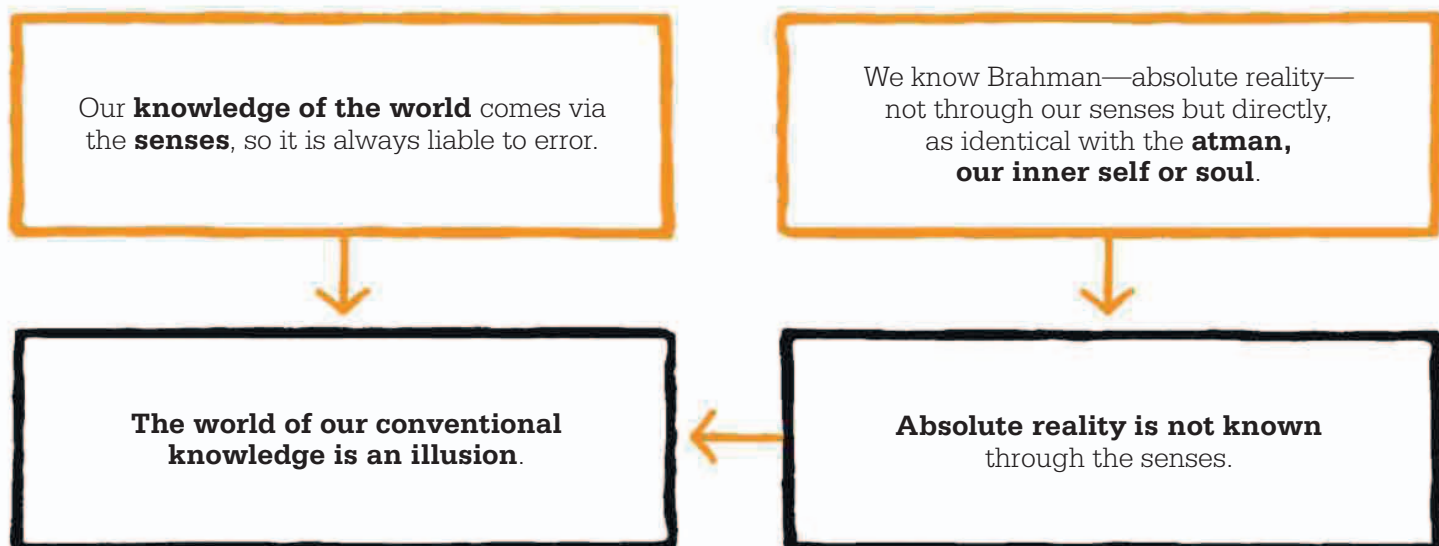 Our knowledge of the world comes via
the senses, so it is always liable to error.
We know Brahman—absolute reality—
not through our senses but directly,
as identical with the atman,
our inner self or soul.
The world of our conventional
knowledge is an illusion.
Absolute reality is not known
through the senses.